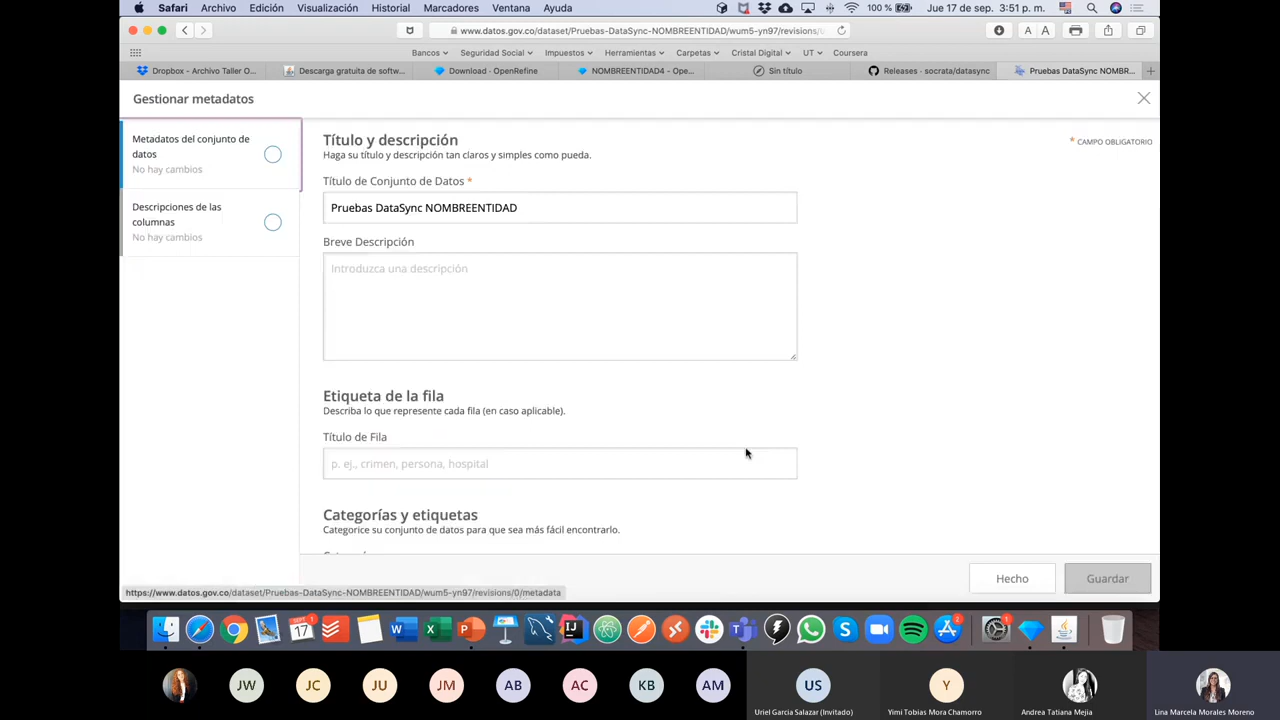 Safari Archivo Edición Visualización Historial Marcadores Ventana Ayuda 100 % Jue 17 de sep. 3:51 p. m.
www.datos.gov.co/dataset/Pruebas-DataSync-NOMBREENTIDAD/wum5-yn97/revisions/
A A
Bancos Seguridad Social Impuestos Herramientas Carpetas Cristal Digital UT Coursera
Dropbox - Archivo Taller O... Descarga gratuita de softw... Download · OpenRefine NOMBREENTIDAD4 - Ope... Sin título Releases · socrata/datasync Pruebas DataSync NOMBR...
Gestionar metadatos
Metadatos del conjunto de
datos
No hay cambios
Descripciones de las
columnas
No hay cambios
Título y descripción
* CAMPO OBLIGATORIO
Haga su título y descripción tan claros y simples como pueda.
Título de Conjunto de Datos *
Pruebas DataSync NOMBREENTIDAD
Breve Descripción
Introduzca una descripción
Etiqueta de la fila
Describa lo que represente cada fila (en caso aplicable).
Título de Fila
p. ej., crimen, persona, hospital
Categorías y etiquetas
Categorice su conjunto de datos para que sea más fácil encontrarlo.
Hecho Guardar
https://www.datos.gov.co/dataset/Pruebas-DataSync-NOMBREENTIDAD/wum5-yn97/revisions/0/metadata
JW JC JU JM AB AC KB AM US Y
Uriel Garcia Salazar (Invitado) Yimi Tobias Mora Chamorro Andrea Tatiana Mejia Lina Marcela Morales Moreno